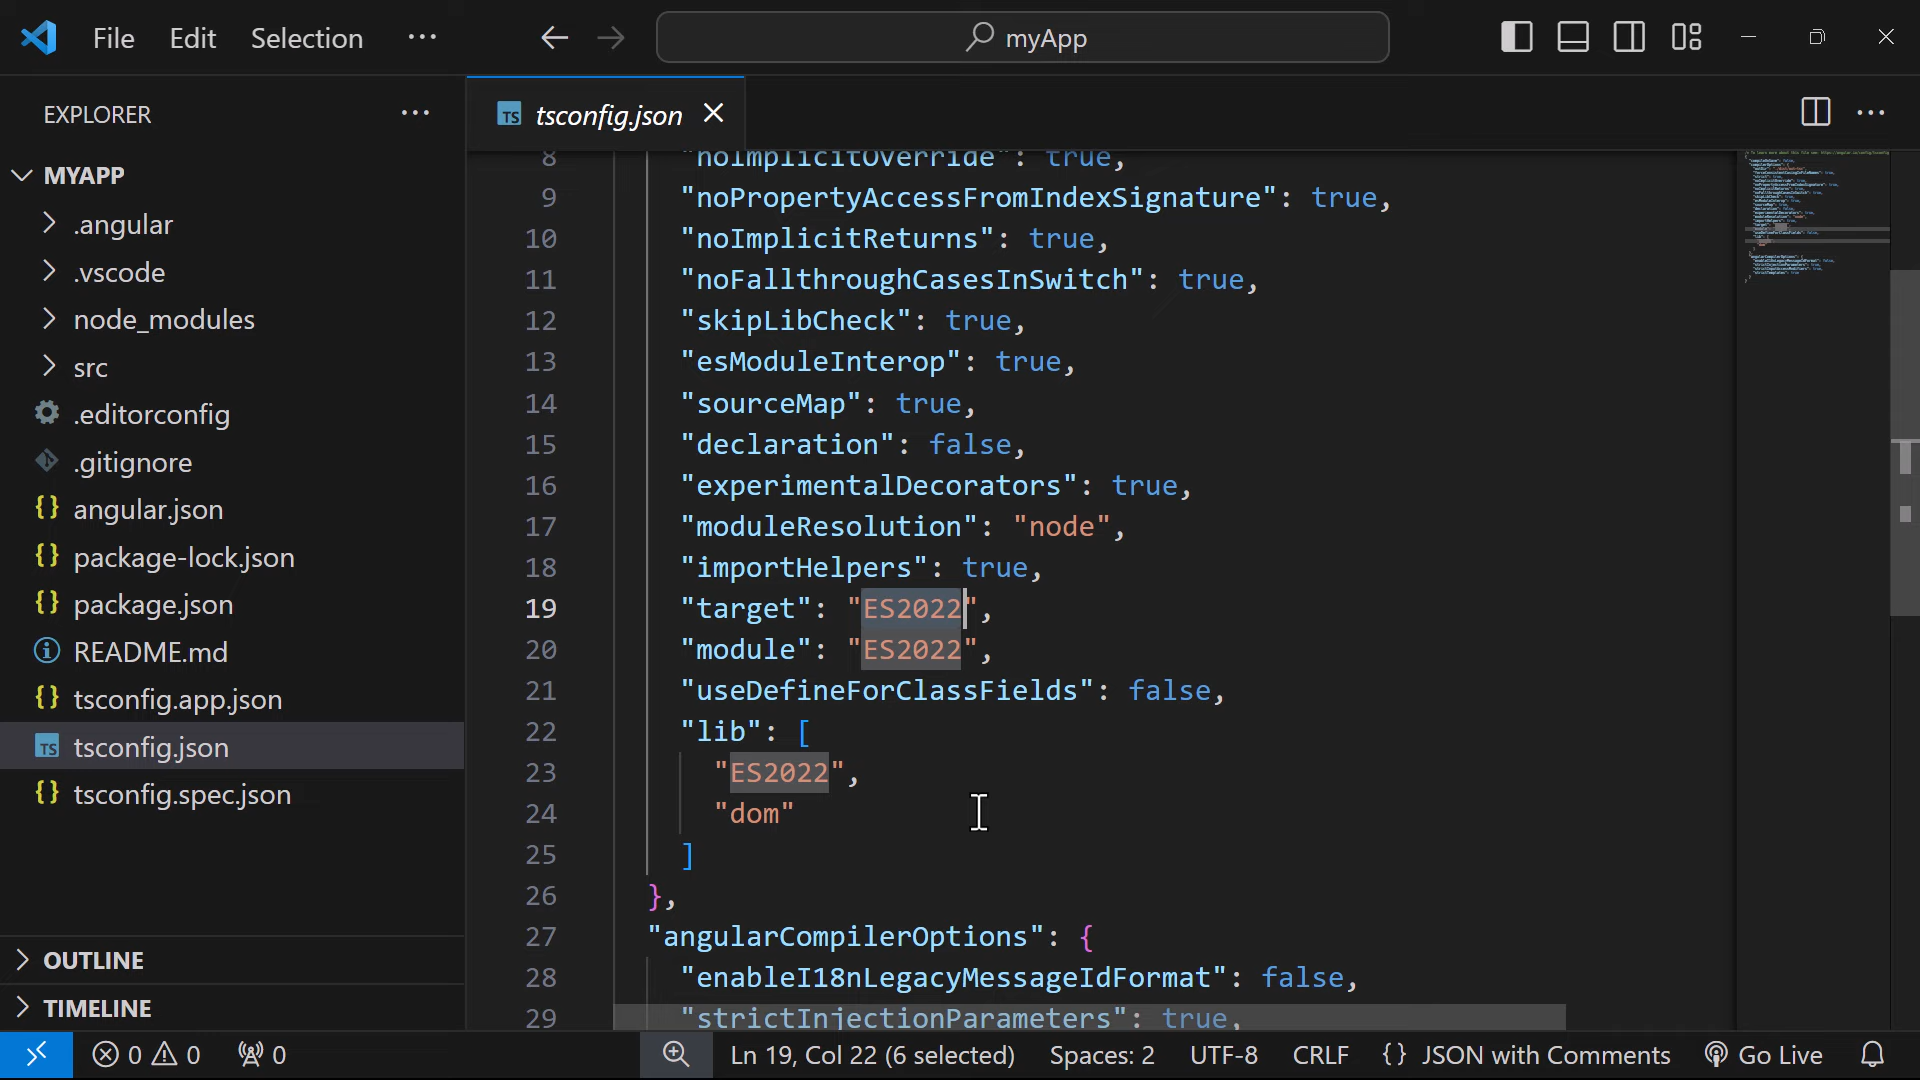 File Edit Selection ···
myApp
EXPLORER ···
tsconfig.json
MYAPP
.angular
.vscode
node_modules
src
.editorconfig
.gitignore
{} angular.json
{} package-lock.json
{} package.json
README.md
{} tsconfig.app.json
TS tsconfig.json
{} tsconfig.spec.json
OUTLINE
TIMELINE
8 "noImplicitOverride": true,
9 "noPropertyAccessFromIndexSignature": true,
10 "noImplicitReturns": true,
11 "noFallthroughCasesInSwitch": true,
12 "skipLibCheck": true,
13 "esModuleInterop": true,
14 "sourceMap": true,
15 "declaration": false,
16 "experimentalDecorators": true,
17 "moduleResolution": "node",
18 "importHelpers": true,
19 "target": "ES2022",
20 "module": "ES2022",
21 "useDefineForClassFields": false,
22 "lib": [
23 "ES2022",
24 "dom"
25 ]
26 },
27 "angularCompilerOptions": {
28 "enableI18nLegacyMessageIdFormat": false,
29 "strictInjectionParameters": true,
0 0 0 Ln 19, Col 22 (6 selected) Spaces: 2 UTF-8 CRLF {} JSON with Comments Go Live